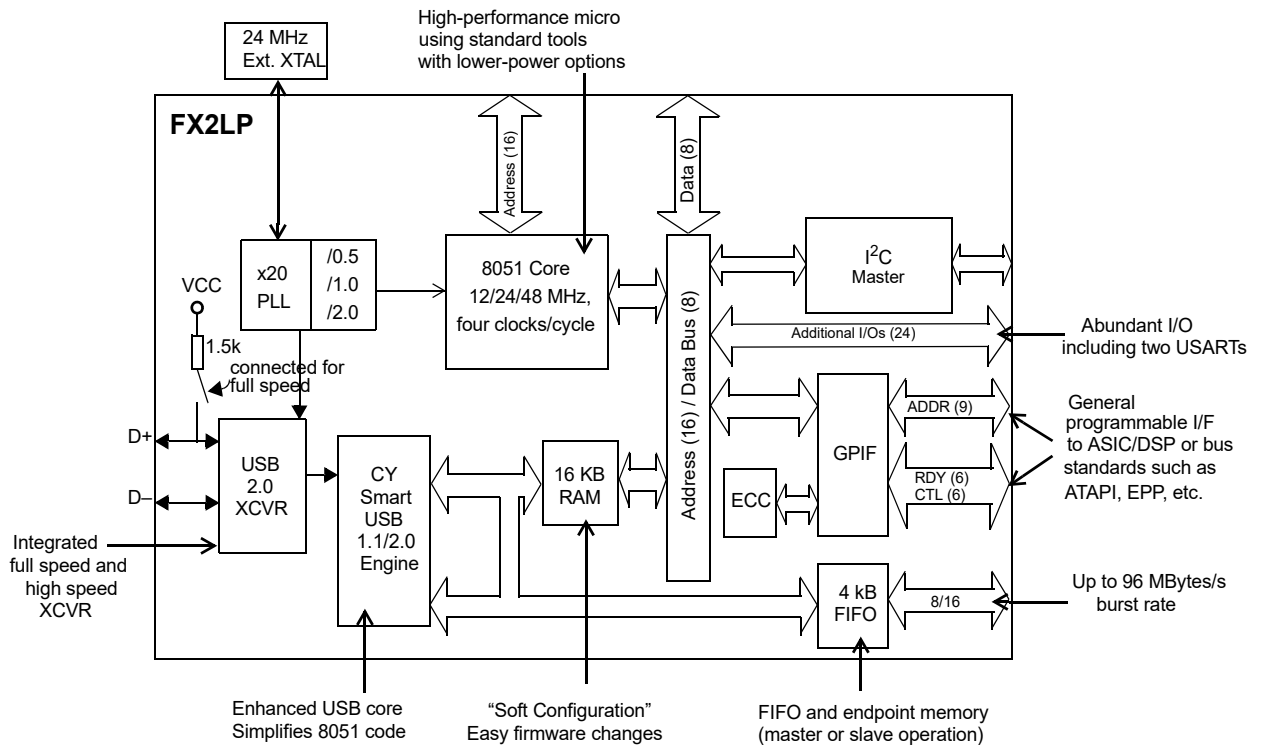 High-performance micro
using standard tools
with lower-power options
24 MHz
Ext. XTAL
FX2LP
Address (16)
Data (8)
x20
PLL
/0.5
/1.0
/2.0
8051 Core
12/24/48 MHz,
four clocks/cycle
I²C
Master
VCC
1.5k
connected for
full speed
Additional I/Os (24)
Abundant I/O
including two USARTs
Address (16) / Data Bus (8)
ADDR (9)
GPIF
RDY (6)
CTL (6)
General
programmable I/F
to ASIC/DSP or bus
standards such as
ATAPI, EPP, etc.
D+
D–
USB
2.0
XCVR
CY
Smart
USB
1.1/2.0
Engine
16 KB
RAM
ECC
Integrated
full speed and
high speed
XCVR
4 kB
FIFO
8/16
Up to 96 MBytes/s
burst rate
Enhanced USB core
Simplifies 8051 code
“Soft Configuration”
Easy firmware changes
FIFO and endpoint memory
(master or slave operation)